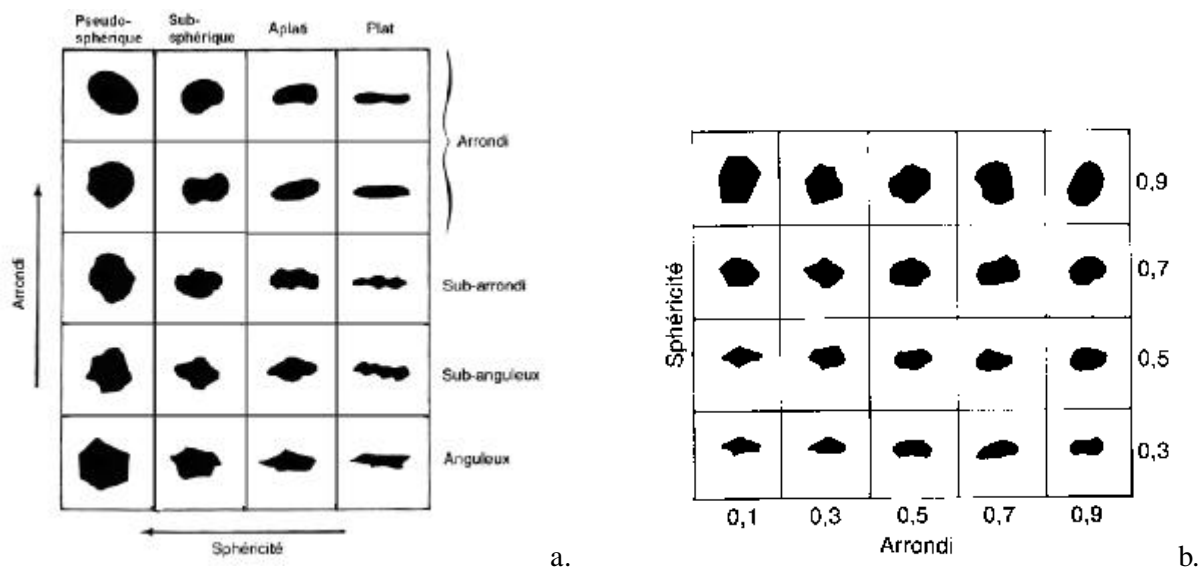 Pseudo-
sphérique
Sub-
sphérique
Aplati
Plat
Arrondi
Sub-arrondi
Sub-anguleux
Anguleux
Arrondi
Sphéricité
a.
Sphéricité
0,9
0,7
0,5
0,3
0,1 0,3 0,5 0,7 0,9
Arrondi
b.